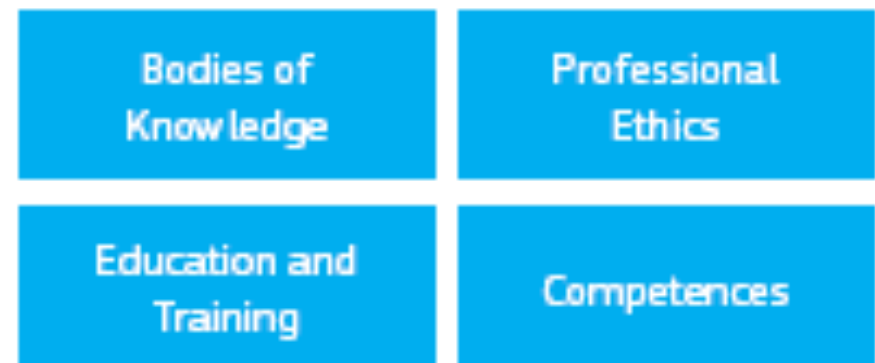 Bodies of
Knowledge
Professional
Ethics
Education and
Training
Competences